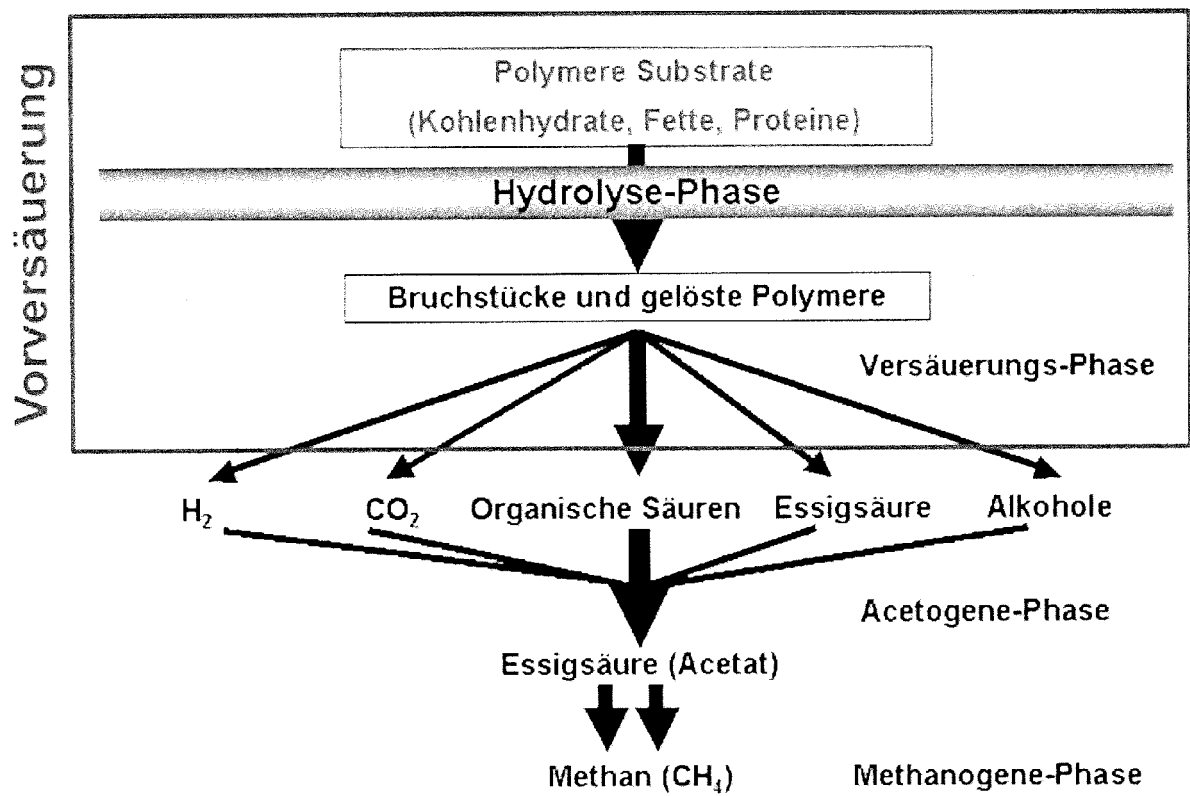 Vorversäuerung
Polymere Substrate
(Kohlenhydrate, Fette, Proteine)
Hydrolyse-Phase
Bruchstücke und gelöste Polymere
Versäuerungs-Phase
H₂ CO₂ Organische Säuren Essigsäure Alkohole
Acetogene-Phase
Essigsäure (Acetat)
Methan (CH₄) Methanogene-Phase